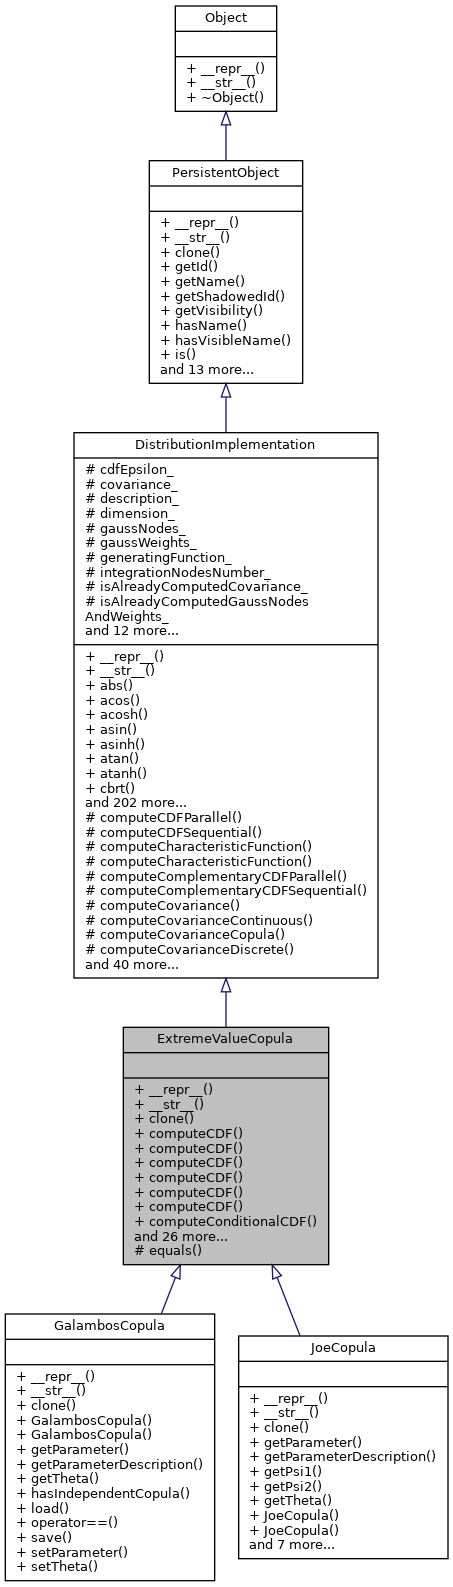 Object
+ __repr__()
+ __str__()
+ ~Object()
PersistentObject
+ __repr__()
+ __str__()
+ clone()
+ getId()
+ getName()
+ getShadowedId()
+ getVisibility()
+ hasName()
+ hasVisibleName()
+ is()
and 13 more...
DistributionImplementation
# cdfEpsilon_
# covariance_
# description_
# dimension_
# gaussNodes_
# gaussWeights_
# generatingFunction_
# integrationNodesNumber_
# isAlreadyComputedCovariance_
# isAlreadyComputedGaussNodes
AndWeights_
and 12 more...
+ __repr__()
+ __str__()
+ abs()
+ acos()
+ acosh()
+ asin()
+ asinh()
+ atan()
+ atanh()
+ cbrt()
and 202 more...
# computeCDFParallel()
# computeCDFSequential()
# computeCharacteristicFunction()
# computeCharacteristicFunction()
# computeComplementaryCDFParallel()
# computeComplementaryCDFSequential()
# computeCovariance()
# computeCovarianceContinuous()
# computeCovarianceCopula()
# computeCovarianceDiscrete()
and 40 more...
ExtremeValueCopula
+ __repr__()
+ __str__()
+ clone()
+ computeCDF()
+ computeCDF()
+ computeCDF()
+ computeCDF()
+ computeCDF()
+ computeCDF()
+ computeConditionalCDF()
and 26 more...
# equals()
GalambosCopula
+ __repr__()
+ __str__()
+ clone()
+ GalambosCopula()
+ GalambosCopula()
+ getParameter()
+ getParameterDescription()
+ getTheta()
+ hasIndependentCopula()
+ load()
+ operator==()
+ save()
+ setParameter()
+ setTheta()
JoeCopula
+ __repr__()
+ __str__()
+ clone()
+ getParameter()
+ getParameterDescription()
+ getPsi1()
+ getPsi2()
+ getTheta()
+ JoeCopula()
+ JoeCopula()
and 7 more...